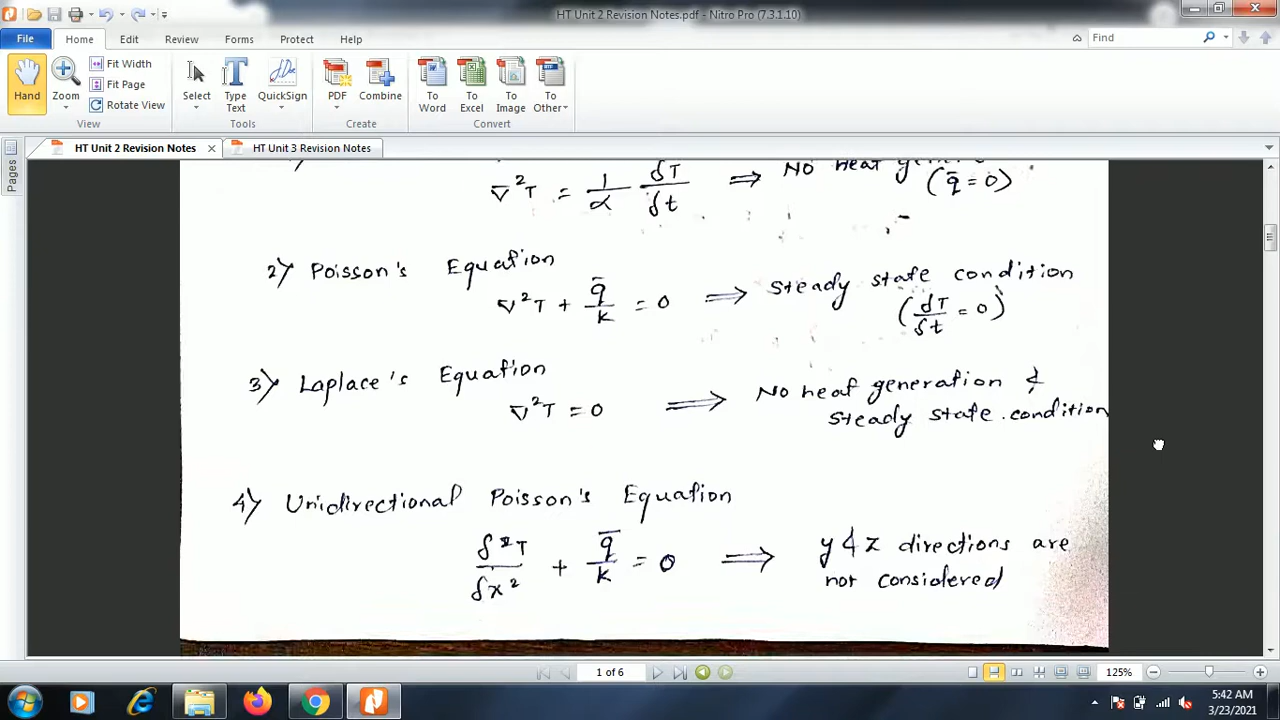 HT Unit 2 Revision Notes.pdf - Nitro Pro (7.3.1.10)
File Home Edit Review Forms Protect Help Find
Hand Zoom Fit Width Fit Page Rotate View
Select Type Text QuickSign
PDF Combine
To Word To Excel To Image To Other
View Tools Create Convert
HT Unit 2 Revision Notes HT Unit 3 Revision Notes
Pages
∇²T = 1/α δT/δt ⟹ No heat
(q̄ = 0)
2) Poisson's Equation
∇²T + q̄/k = 0 ⟹ Steady state condition
(dT/δt = 0)
3) Laplace's Equation
∇²T = 0 ⟹ No heat generation &
steady state condition
4) Unidirectional Poisson's Equation
δ²T/δx² + q̄/k = 0 ⟹ y & z directions are
not considered
1 of 6
125%
5:42 AM
3/23/2021